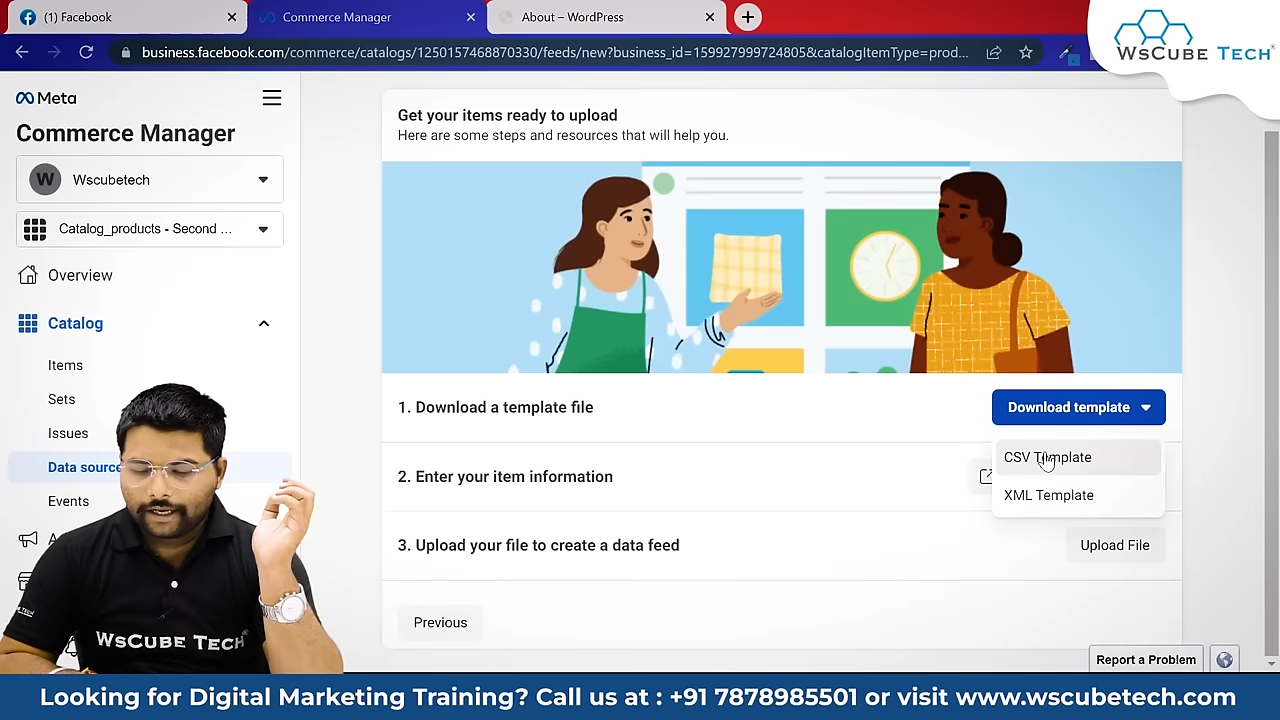 (1) Facebook
Commerce Manager
About – WordPress
business.facebook.com/commerce/catalogs/1250157468870330/feeds/new?business_id=159927999724805&catalogItemType=prod...
WsCube Tech
Meta
Commerce Manager
W
Wscubetech
Catalog_products - Second ...
Overview
Catalog
Items
Sets
Issues
Data source
Events
Get your items ready to upload
Here are some steps and resources that will help you.
1. Download a template file
Download template
CSV Template
XML Template
2. Enter your item information
3. Upload your file to create a data feed
Upload File
Previous
Report a Problem
WsCube Tech
Looking for Digital Marketing Training? Call us at : +91 7878985501 or visit www.wscubetech.com